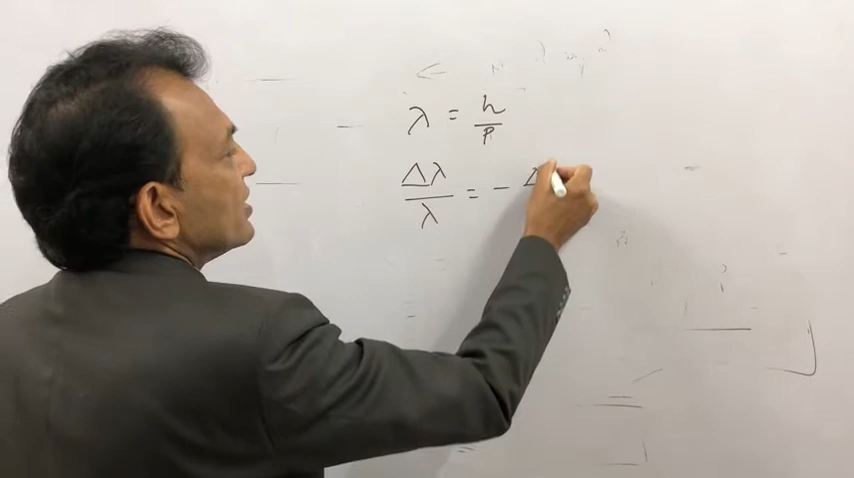 λ = h/p
Δλ/λ = - Δ